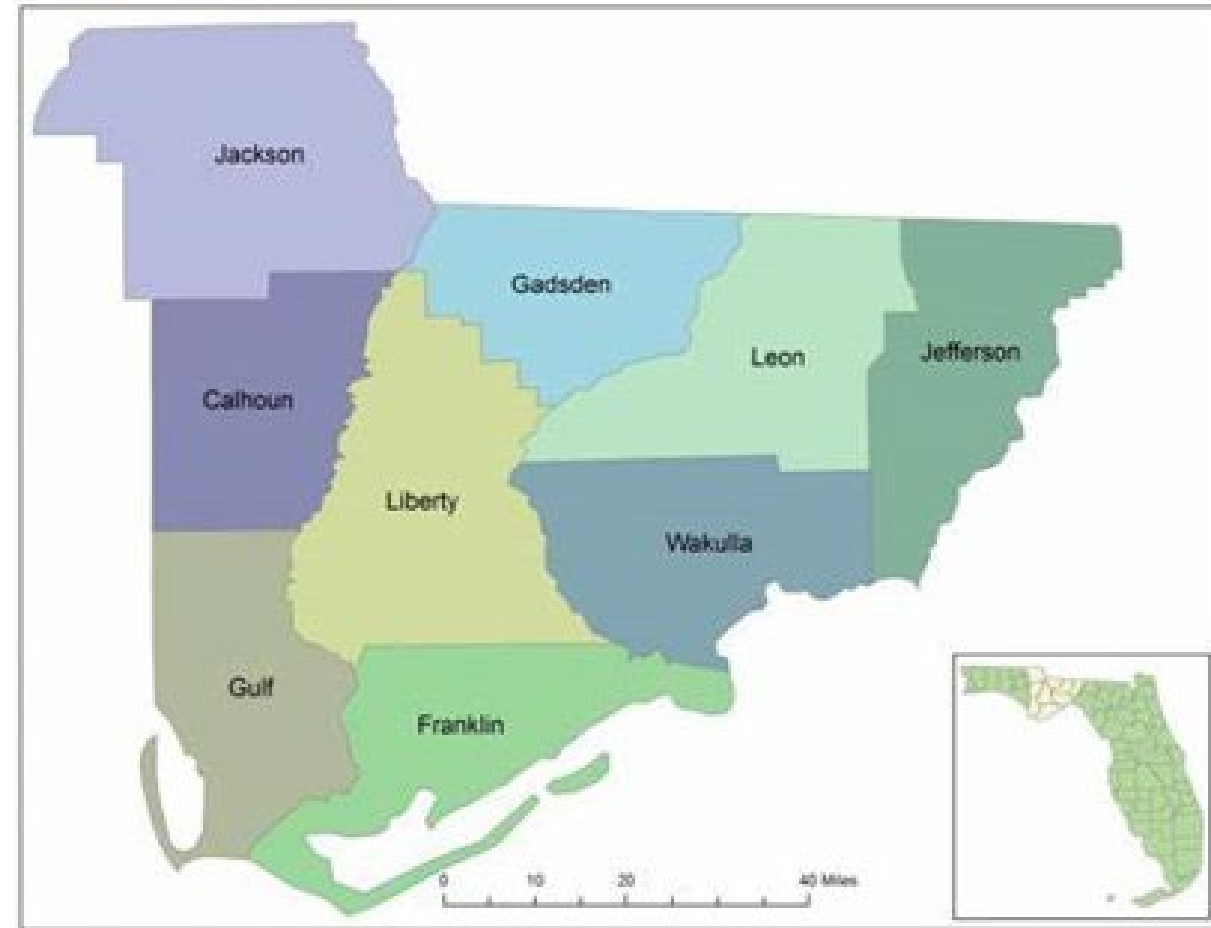 Jackson
Gadsden
Leon
Jefferson
Calhoun
Liberty
Wakulla
Gulf
Franklin
0 10 20 40 Miles